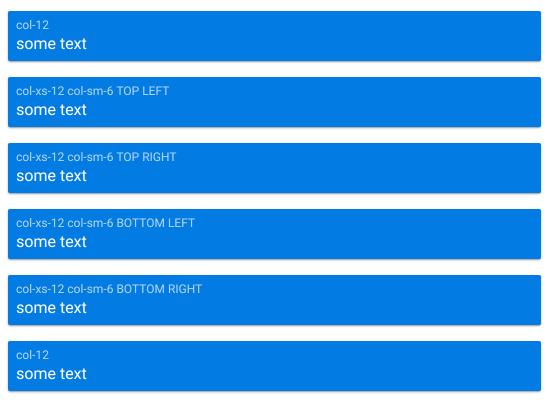 col-12
some text
col-xs-12 col-sm-6 TOP LEFT
some text
col-xs-12 col-sm-6 TOP RIGHT
some text
col-xs-12 col-sm-6 BOTTOM LEFT
some text
col-xs-12 col-sm-6 BOTTOM RIGHT
some text
col-12
some text